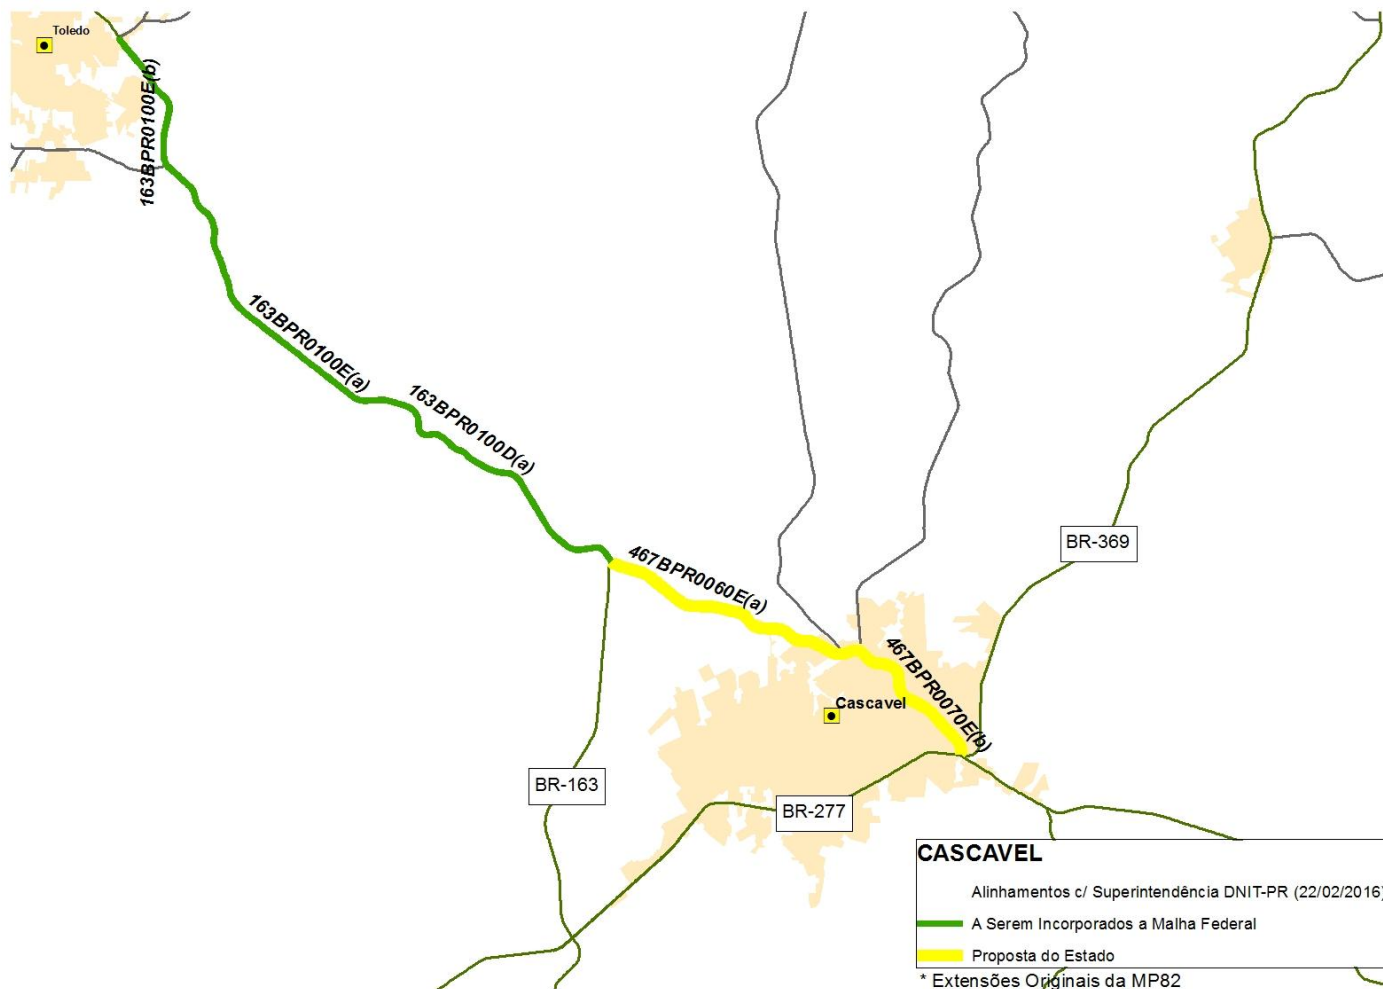 Toledo
163BPR0100E(b)
163BPR0100E(a)
163BPR0100D(a)
467BPR0060E(a)
BR-369
467BPR0070E(b)
Cascavel
BR-163
BR-277
CASCAVEL
Alinhamentos c/ Superintendência DNIT-PR (22/02/2016)
A Serem Incorporados a Malha Federal
Proposta do Estado
* Extensões Originais da MP82